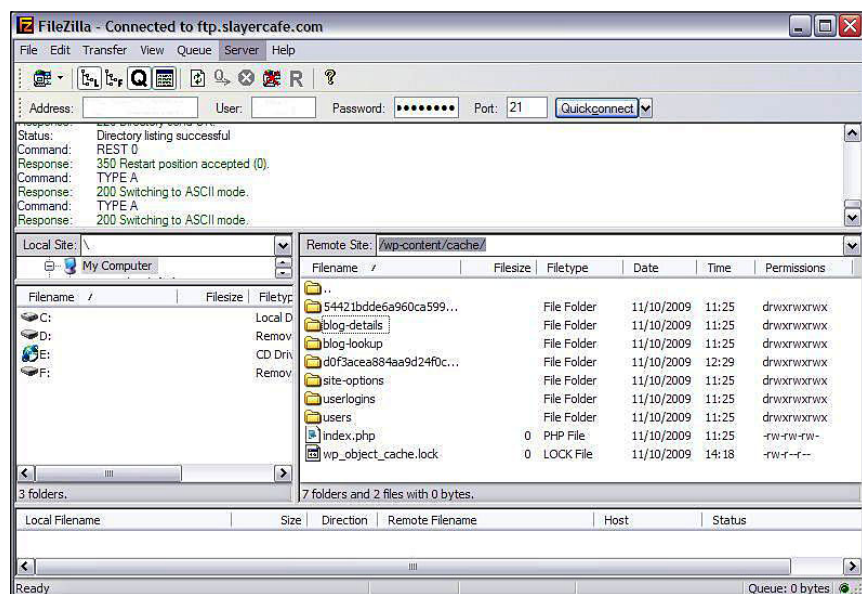 FileZilla - Connected to ftp.slayercafe.com
File Edit Transfer View Queue Server Help
Address: User: Password: •••••••• Port: 21 Quickconnect
Status: Directory listing successful
Command: REST 0
Response: 350 Restart position accepted (0).
Command: TYPE A
Response: 200 Switching to ASCII mode.
Command: TYPE A
Response: 200 Switching to ASCII mode.
Local Site: \
My Computer
Filename / Filesize Filetyp
C: Local D
D: Remov
E: CD Driv
F: Remov
3 folders.
Remote Site: /wp-content/cache/
Filename / Filesize Filetype Date Time Permissions
..
54421bdde6a960ca599... File Folder 11/10/2009 11:25 drwxrwxrwx
blog-details File Folder 11/10/2009 11:25 drwxrwxrwx
blog-lookup File Folder 11/10/2009 11:25 drwxrwxrwx
d0f3acea884aa9d24f0c... File Folder 11/10/2009 12:29 drwxrwxrwx
site-options File Folder 11/10/2009 11:25 drwxrwxrwx
userlogins File Folder 11/10/2009 11:25 drwxrwxrwx
users File Folder 11/10/2009 11:25 drwxrwxrwx
index.php 0 PHP File 11/10/2009 11:25 -rw-rw-rw-
wp_object_cache.lock 0 LOCK File 11/10/2009 14:18 -rw-r--r--
7 folders and 2 files with 0 bytes.
Local Filename Size Direction Remote Filename Host Status
Ready Queue: 0 bytes